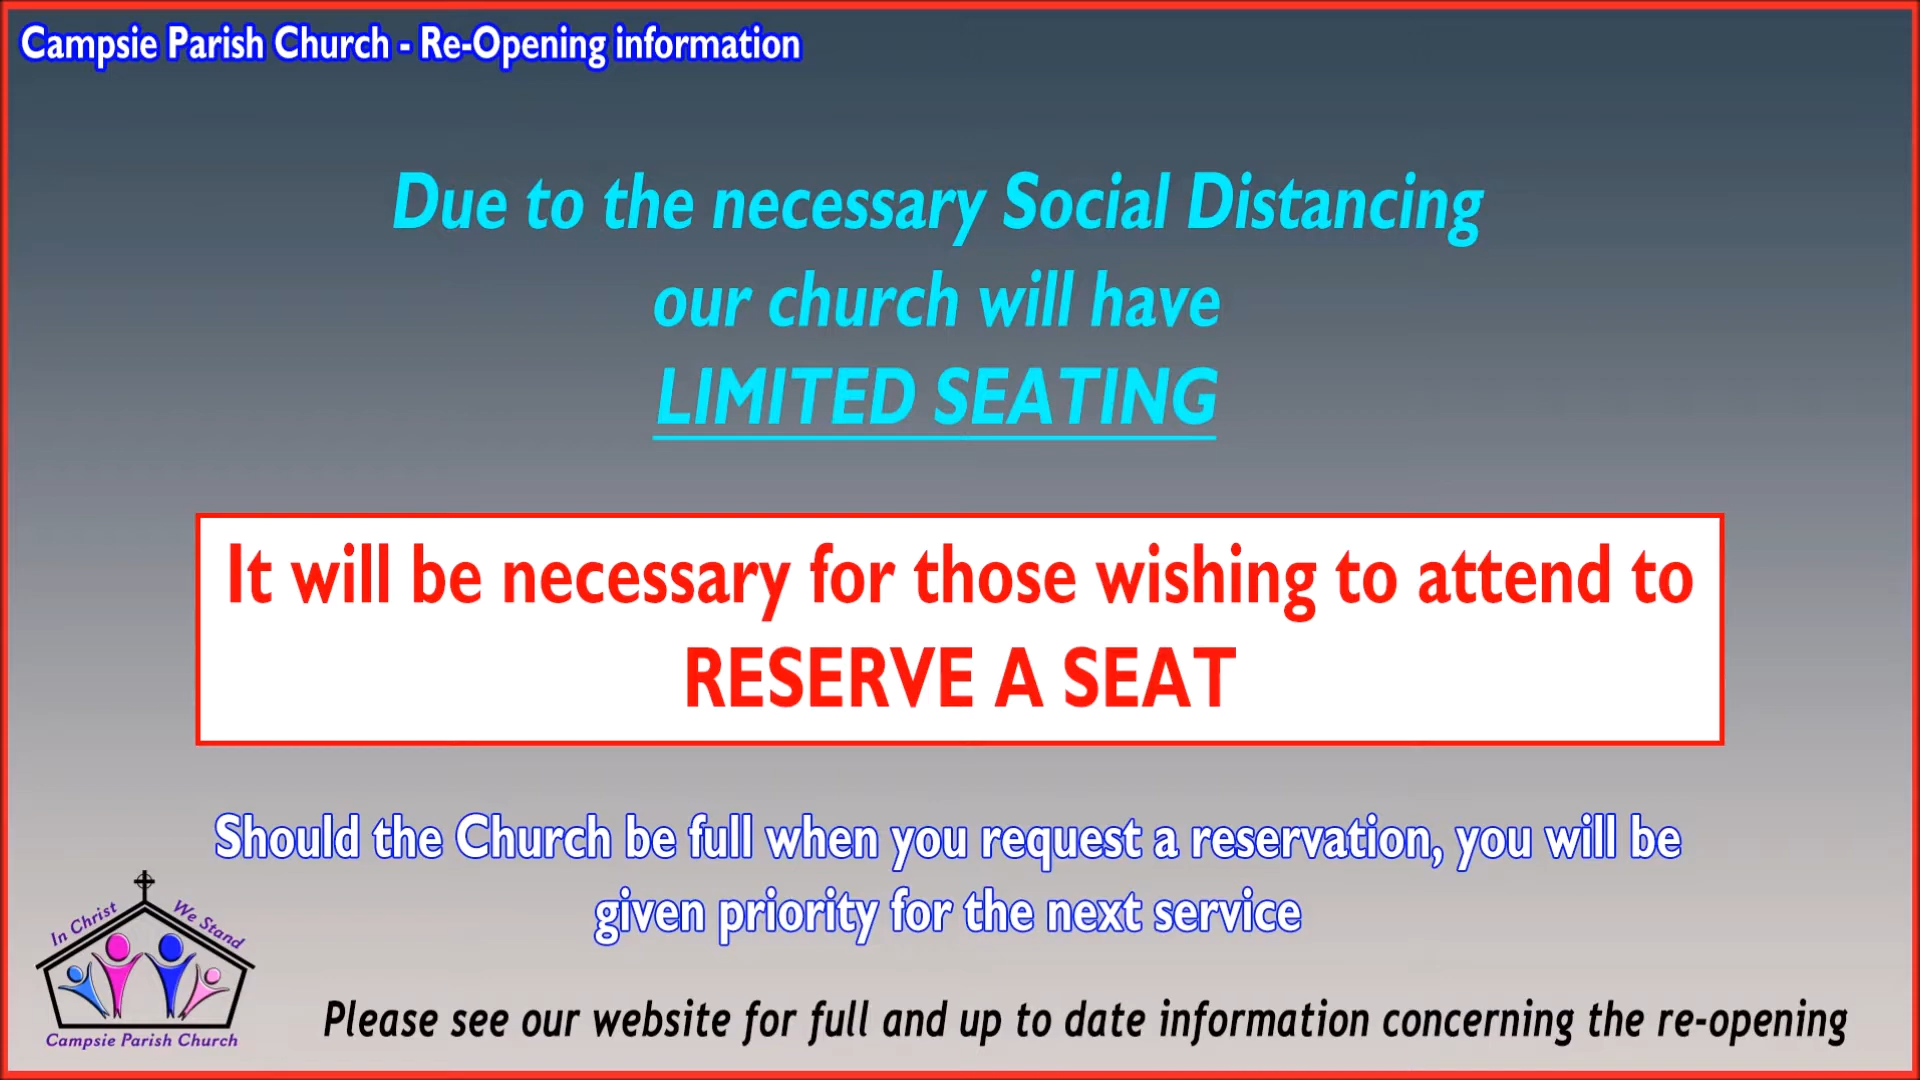 Campsie Parish Church - Re-Opening information
Due to the necessary Social Distancing
our church will have
LIMITED SEATING
It will be necessary for those wishing to attend to
RESERVE A SEAT
Should the Church be full when you request a reservation, you will be
given priority for the next service
In Christ We Stand
Campsie Parish Church
Please see our website for full and up to date information concerning the re-opening